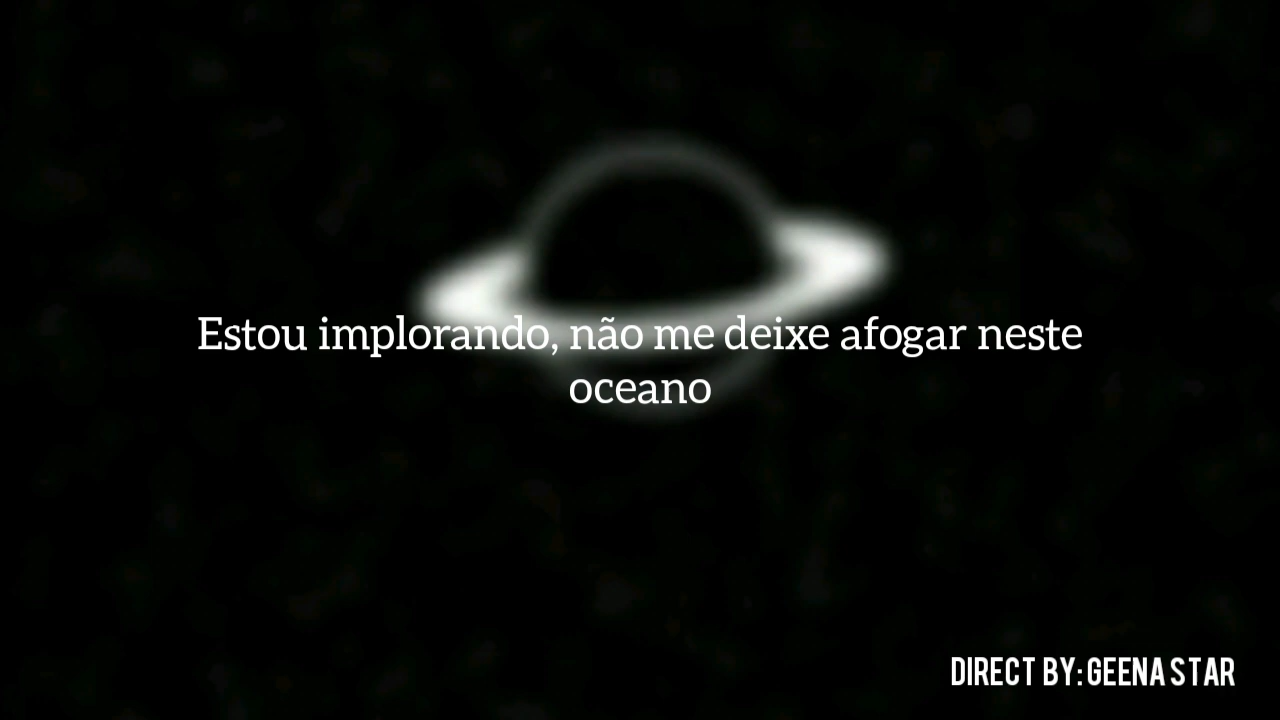 Estou implorando, não me deixe afogar neste
oceano
DIRECT BY: GEENA STAR